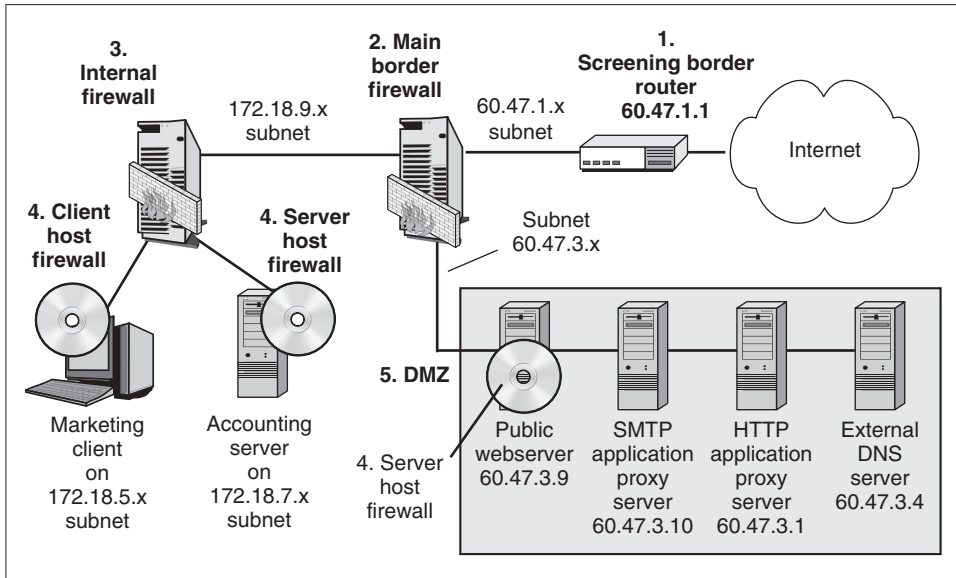 3.
Internal
firewall
2. Main
border
firewall
1.
Screening border
router
60.47.1.1
172.18.9.x
subnet
60.47.1.x
subnet
Internet
4. Client
host
firewall
4. Server
host
firewall
Subnet
60.47.3.x
5. DMZ
Marketing
client
on
172.18.5.x
subnet
Accounting
server
on
172.18.7.x
subnet
4. Server
host
firewall
Public
webserver
60.47.3.9
SMTP
application
proxy
server
60.47.3.10
HTTP
application
proxy
server
60.47.3.1
External
DNS
server
60.47.3.4